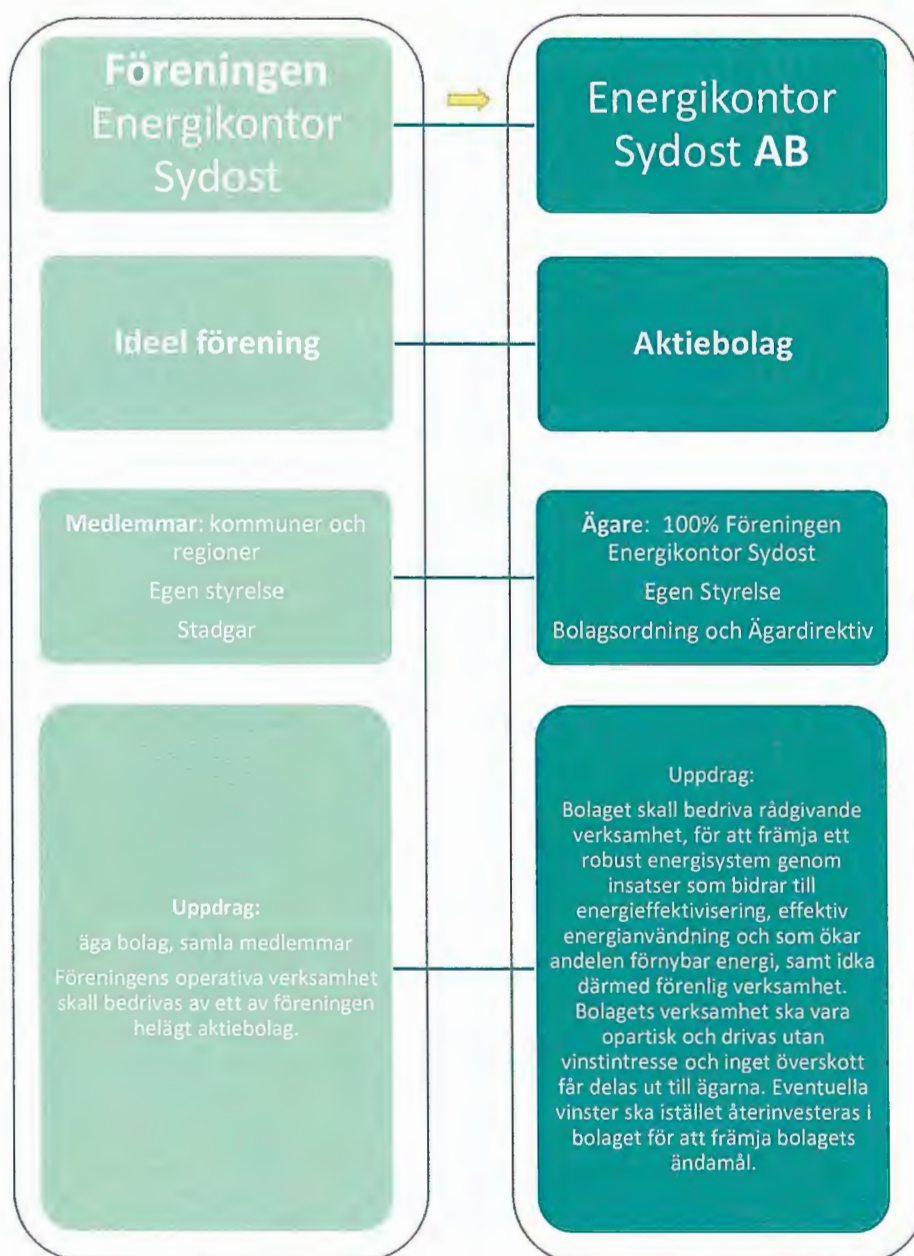 Föreningen
Energikontor
Sydost
Energikontor
Sydost AB
Ideel förening
Aktiebolag
Medlemmar: kommuner och
regioner
Egen styrelse
Stadgar
Ägare: 100% Föreningen
Energikontor Sydost
Egen Styrelse
Bolagsordning och Ägardirektiv
Uppdrag:
äga bolag, samla medlemmar
Föreningens operativa verksamhet
skall bedrivas av ett av föreningen
helägt aktiebolag.
Uppdrag:
Bolaget skall bedriva rådgivande
verksamhet, för att främja ett
robust energisystem genom
insatser som bidrar till
energieffektivisering, effektiv
energianvändning och som ökar
andelen förnybar energi, samt idka
därmed förenlig verksamhet.
Bolagets verksamhet ska vara
opartisk och drivas utan
vinstintresse och inget överskott
får delas ut till ägarna. Eventuella
vinster ska istället återinvesteras i
bolaget för att främja bolagets
ändamål.